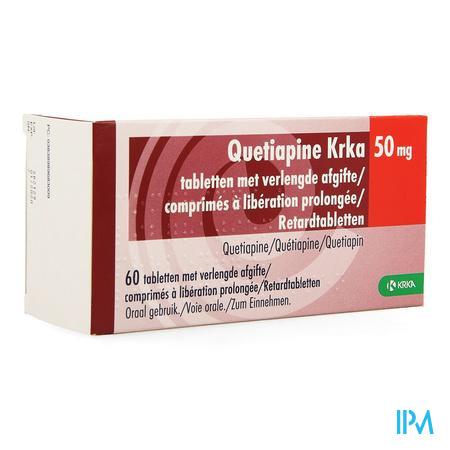 Quetiapine Krka 50 mg
tabletten met verlengde afgifte/
comprimés à libération prolongée/
Retardtabletten
Quetiapine/Quétiapine/Quetiapin
60 tabletten met verlengde afgifte/
comprimés à libération prolongée/Retardtabletten
Oraal gebruik./Voie orale./Zum Einnehmen.
KRKA
IPM